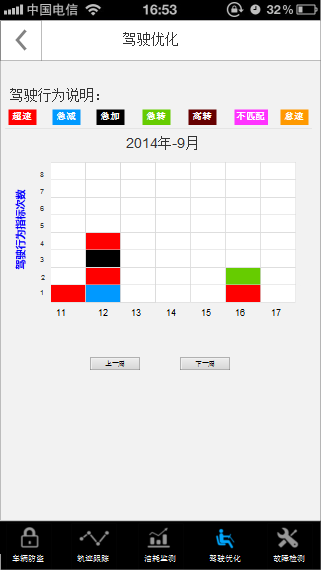 中国电信 16:53 32%
驾驶优化
驾驶行为说明：
超速 急减 急加 急转 高转 不匹配 怠速
2014年-9月
驾驶行为指标次数
8
7
6
5
4
3
2
1
11 12 13 14 15 16 17
上一周 下一周
车辆防盗 轨迹跟踪 油耗监测 驾驶优化 故障检测